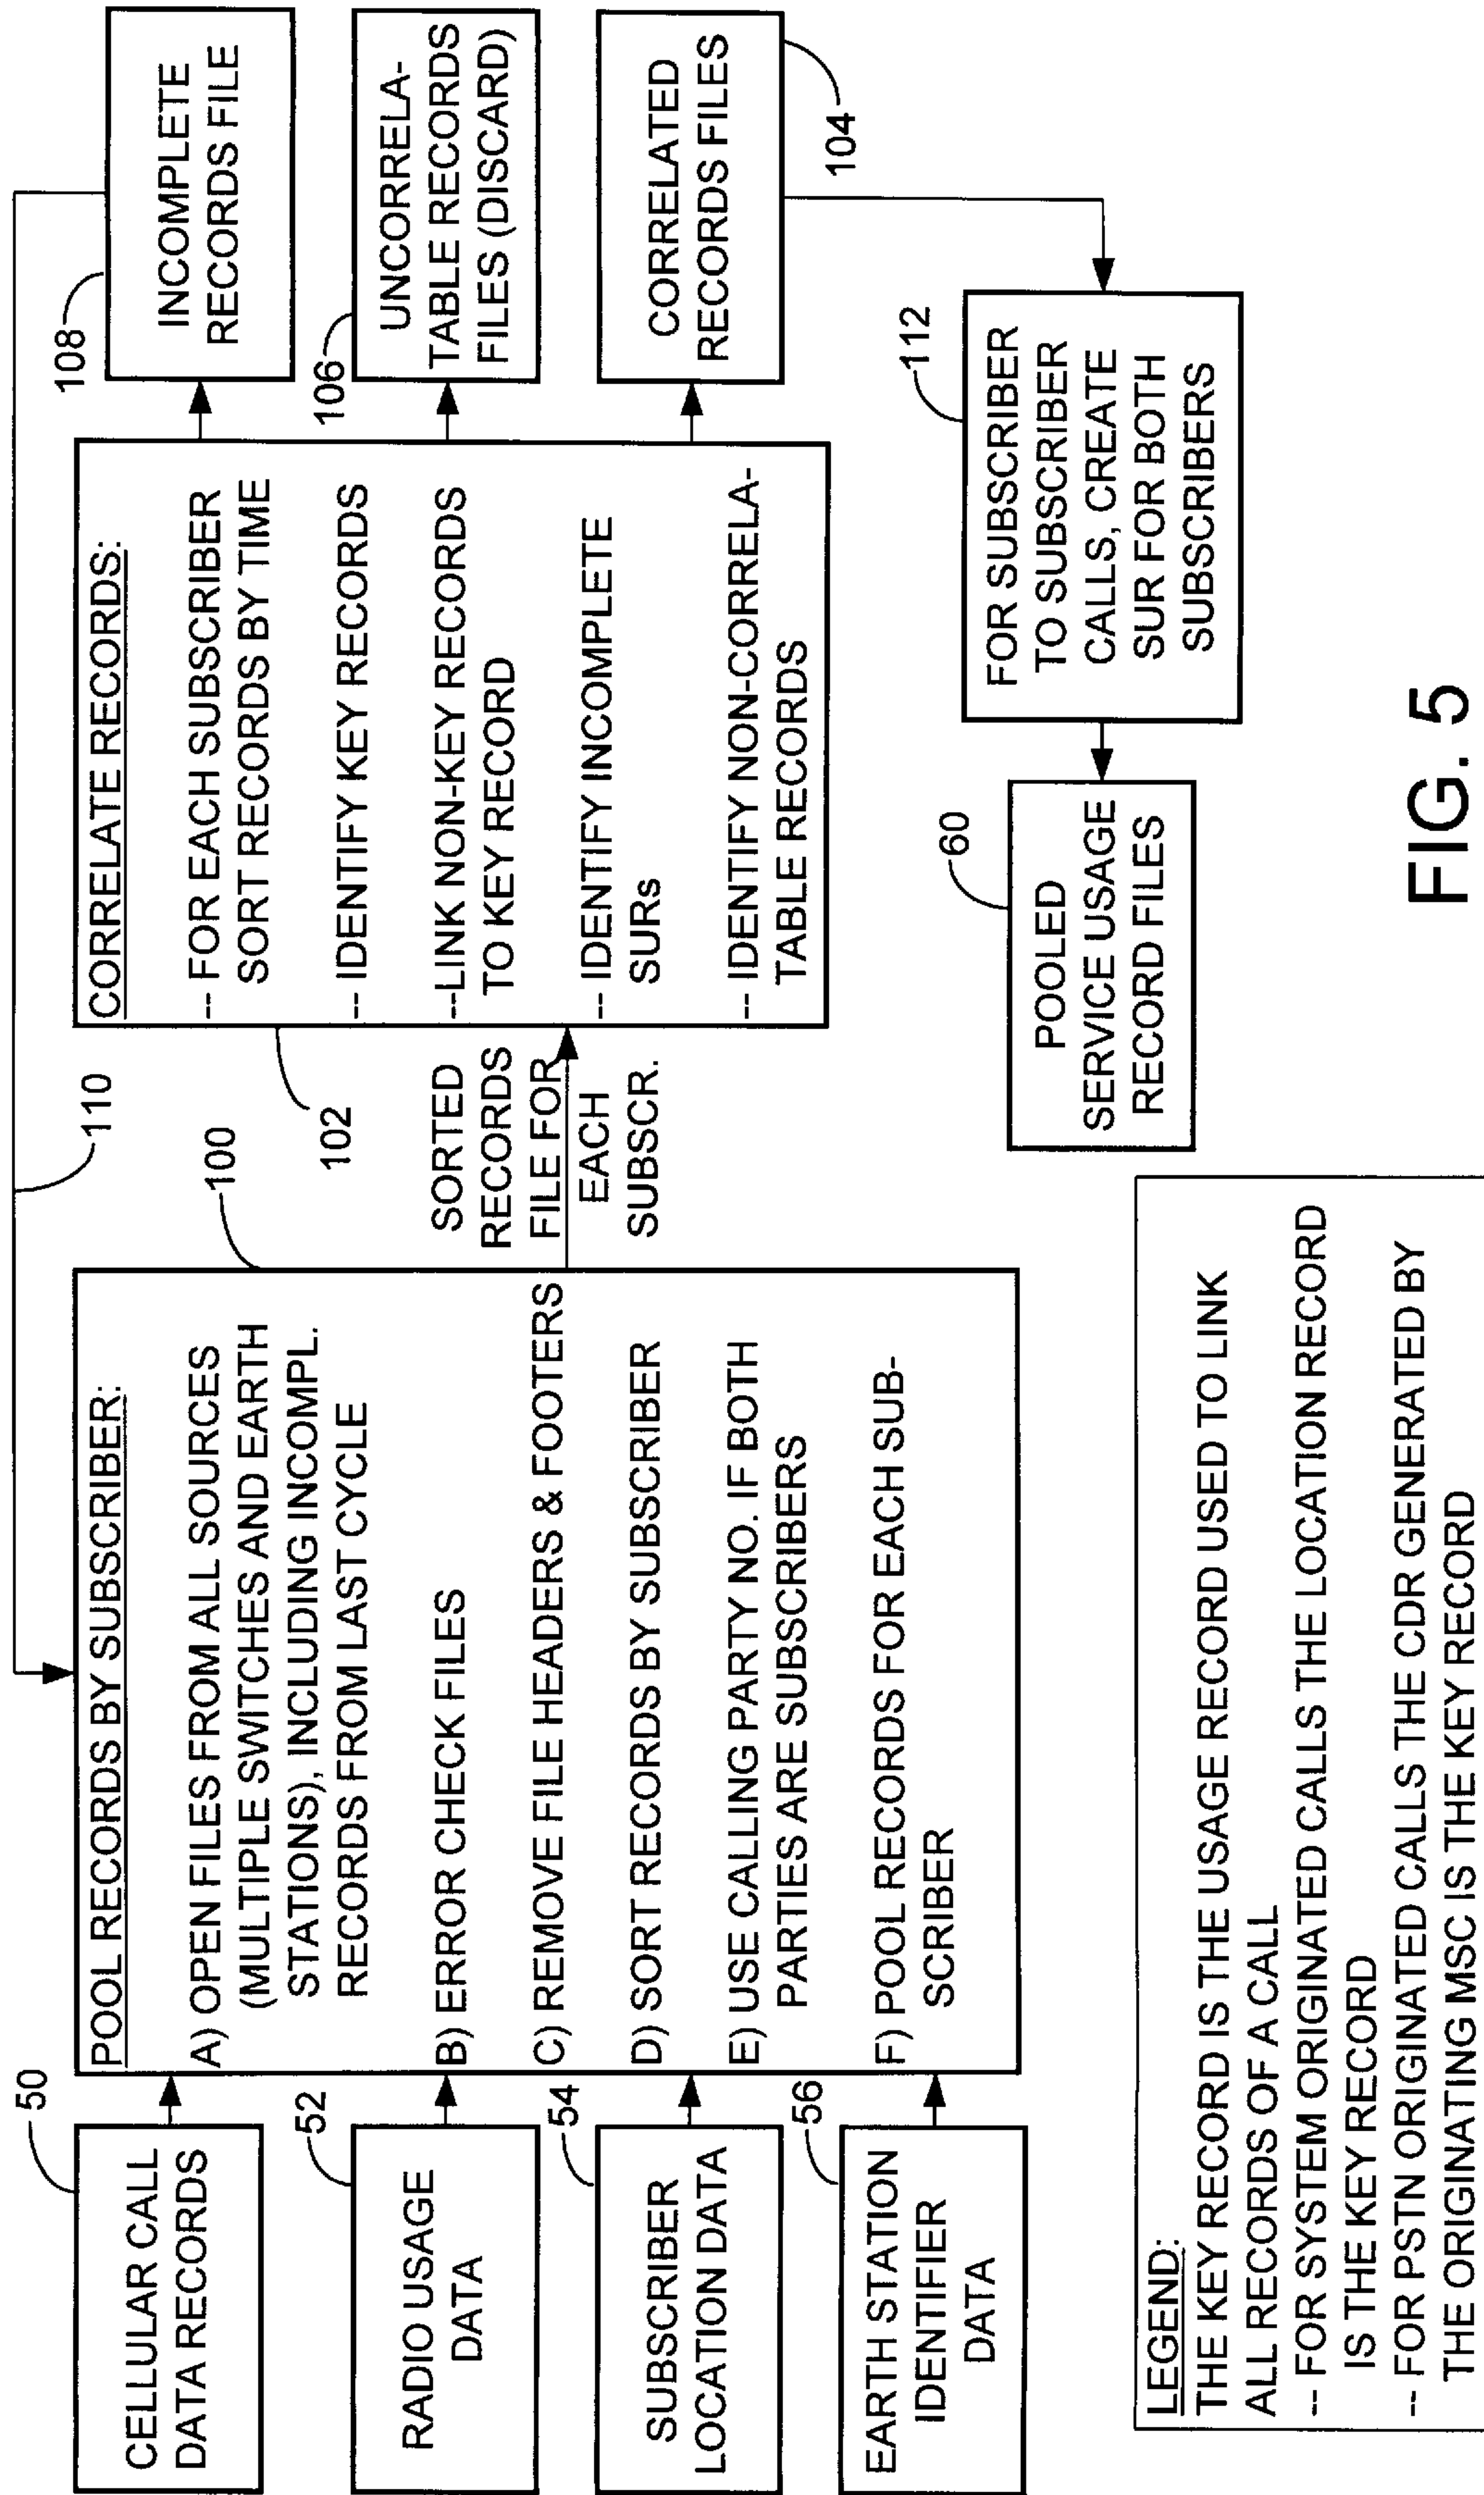 50
CELLULAR CALL
DATA RECORDS
52
RADIO USAGE
DATA
54
SUBSCRIBER
LOCATION DATA
56
EARTH STATION
IDENTIFIER
DATA
100
POOL RECORDS BY SUBSCRIBER:
A) OPEN FILES FROM ALL SOURCES
(MULTIPLE SWITCHES AND EARTH
STATIONS), INCLUDING INCOMPL.
RECORDS FROM LAST CYCLE
B) ERROR CHECK FILES
C) REMOVE FILE HEADERS & FOOTERS
D) SORT RECORDS BY SUBSCRIBER
E) USE CALLING PARTY NO. IF BOTH
PARTIES ARE SUBSCRIBERS
F) POOL RECORDS FOR EACH SUB-
SCRIBER
110
102
SORTED
RECORDS
FILE FOR
EACH
SUBSCR.
CORRELATE RECORDS:
-- FOR EACH SUBSCRIBER
SORT RECORDS BY TIME
-- IDENTIFY KEY RECORDS
--LINK NON-KEY RECORDS
TO KEY RECORD
-- IDENTIFY INCOMPLETE
SURs
-- IDENTIFY NON-CORRELA-
TABLE RECORDS
108
INCOMPLETE
RECORDS FILE
106
UNCORRELA-
TABLE RECORDS
FILES (DISCARD)
CORRELATED
RECORDS FILES
104
112
FOR SUBSCRIBER
TO SUBSCRIBER
CALLS, CREATE
SUR FOR BOTH
SUBSCRIBERS
60
POOLED
SERVICE USAGE
RECORD FILES
LEGEND:
THE KEY RECORD IS THE USAGE RECORD USED TO LINK
ALL RECORDS OF A CALL
-- FOR SYSTEM ORIGINATED CALLS THE LOCATION RECORD
IS THE KEY RECORD
-- FOR PSTN ORIGINATED CALLS THE CDR GENERATED BY
THE ORIGINATING MSC IS THE KEY RECORD
FIG. 5